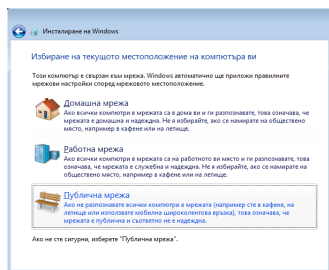 Инсталиране на Windows
Избиране на текущото местоположение на компютъра ви
Този компютър е свързан към мрежа. Windows автоматично ще приложи правилните
мрежови настройки според мрежовото местоположение.
Домашна мрежа
Ако всички компютри в мрежата са в дома ви и ги разпознавате, това означава, че
мрежата е домашна и надеждна. Не я избирайте, ако се намирате на обществено
място, например в кафене или на летище.
Работна мрежа
Ако всички компютри в мрежата са на работното ви място и ги разпознавате, това
означава, че мрежата е служебна и надеждна. Не я избирайте, ако се намирате на
обществено място, например в кафене или на летище.
Публична мрежа
Ако не разпознавате всички компютри в мрежата (например сте в кафене, на
летище или използвате мобилна широколентова връзка), това означава, че
мрежата е публична и съответно не е надеждна.
Ако не сте сигурни, изберете "Публична мрежа".